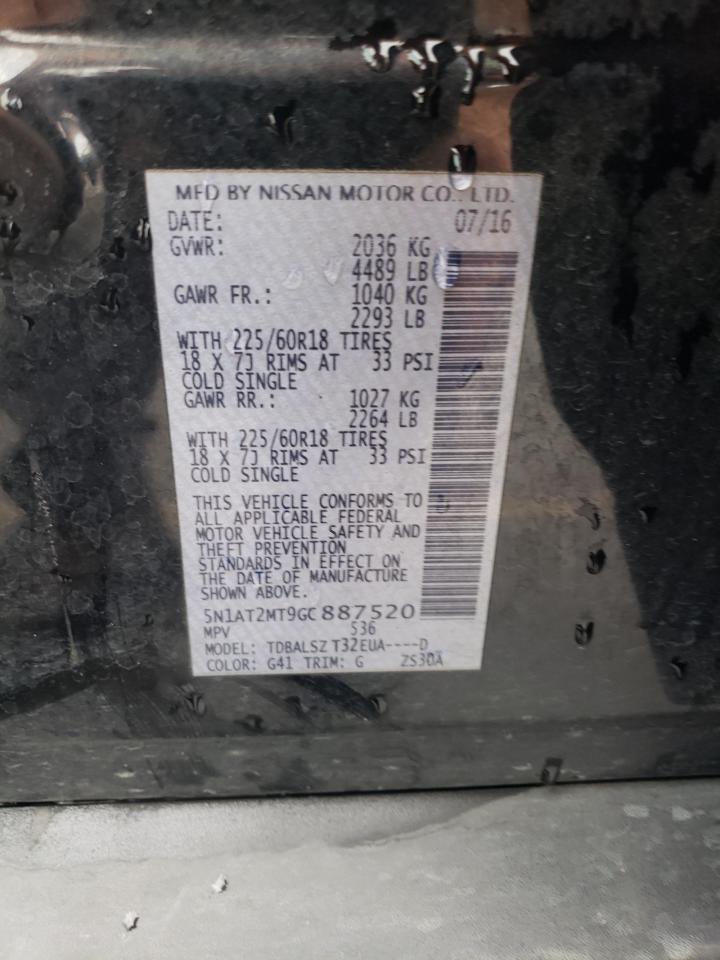 MFD BY NISSAN MOTOR CO., LTD.
DATE: 07/16
GVWR: 2036 KG
4489 LB
GAWR FR.: 1040 KG
2293 LB
WITH 225/60R18 TIRES
18 X 7J RIMS AT 33 PSI
COLD SINGLE
GAWR RR.: 1027 KG
2264 LB
WITH 225/60R18 TIRES
18 X 7J RIMS AT 33 PSI
COLD SINGLE
THIS VEHICLE CONFORMS TO
ALL APPLICABLE FEDERAL
MOTOR VEHICLE SAFETY AND
THEFT PREVENTION
STANDARDS IN EFFECT ON
THE DATE OF MANUFACTURE
SHOWN ABOVE.
5N1AT2MT9GC887520
MPV 536
MODEL: TDBALSZ T32EUA----D
COLOR: G41 TRIM: G ZS30A